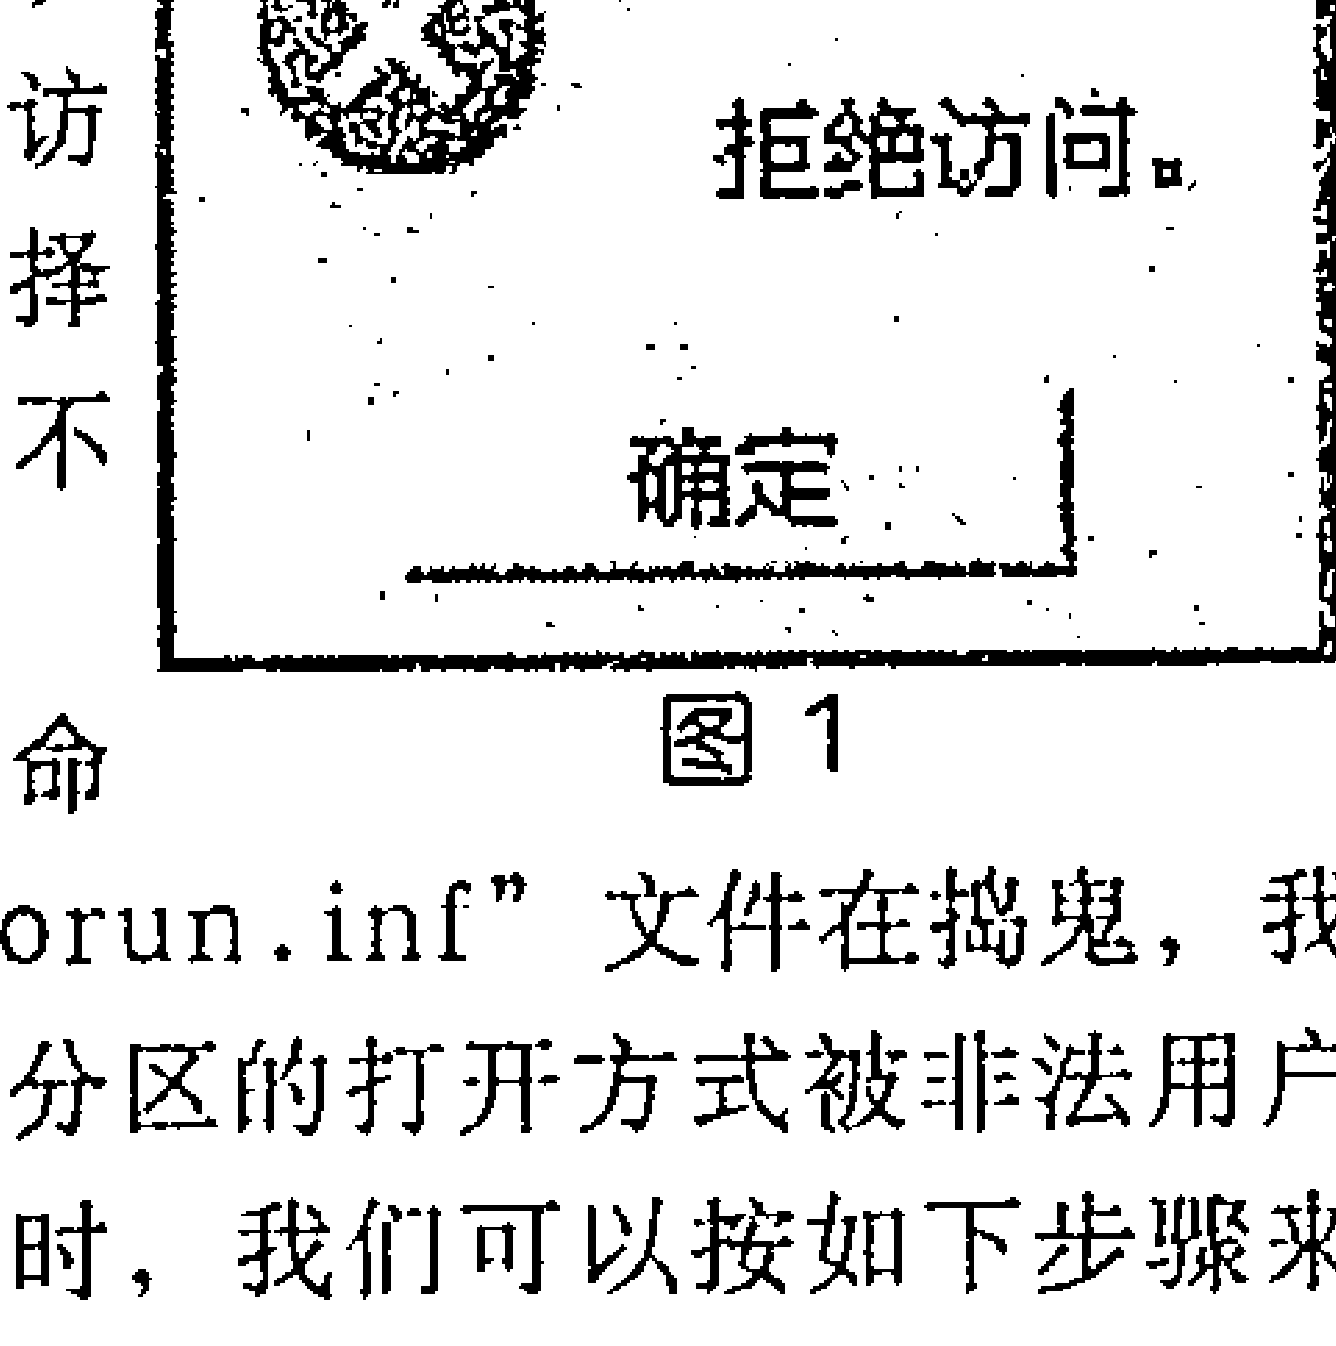 访
拒绝访问。
择
不
确定
图 1
命
orun.inf” 文件在捣鬼，我
分区的打开方式被非法用户
时，我们可以按如下步骤来